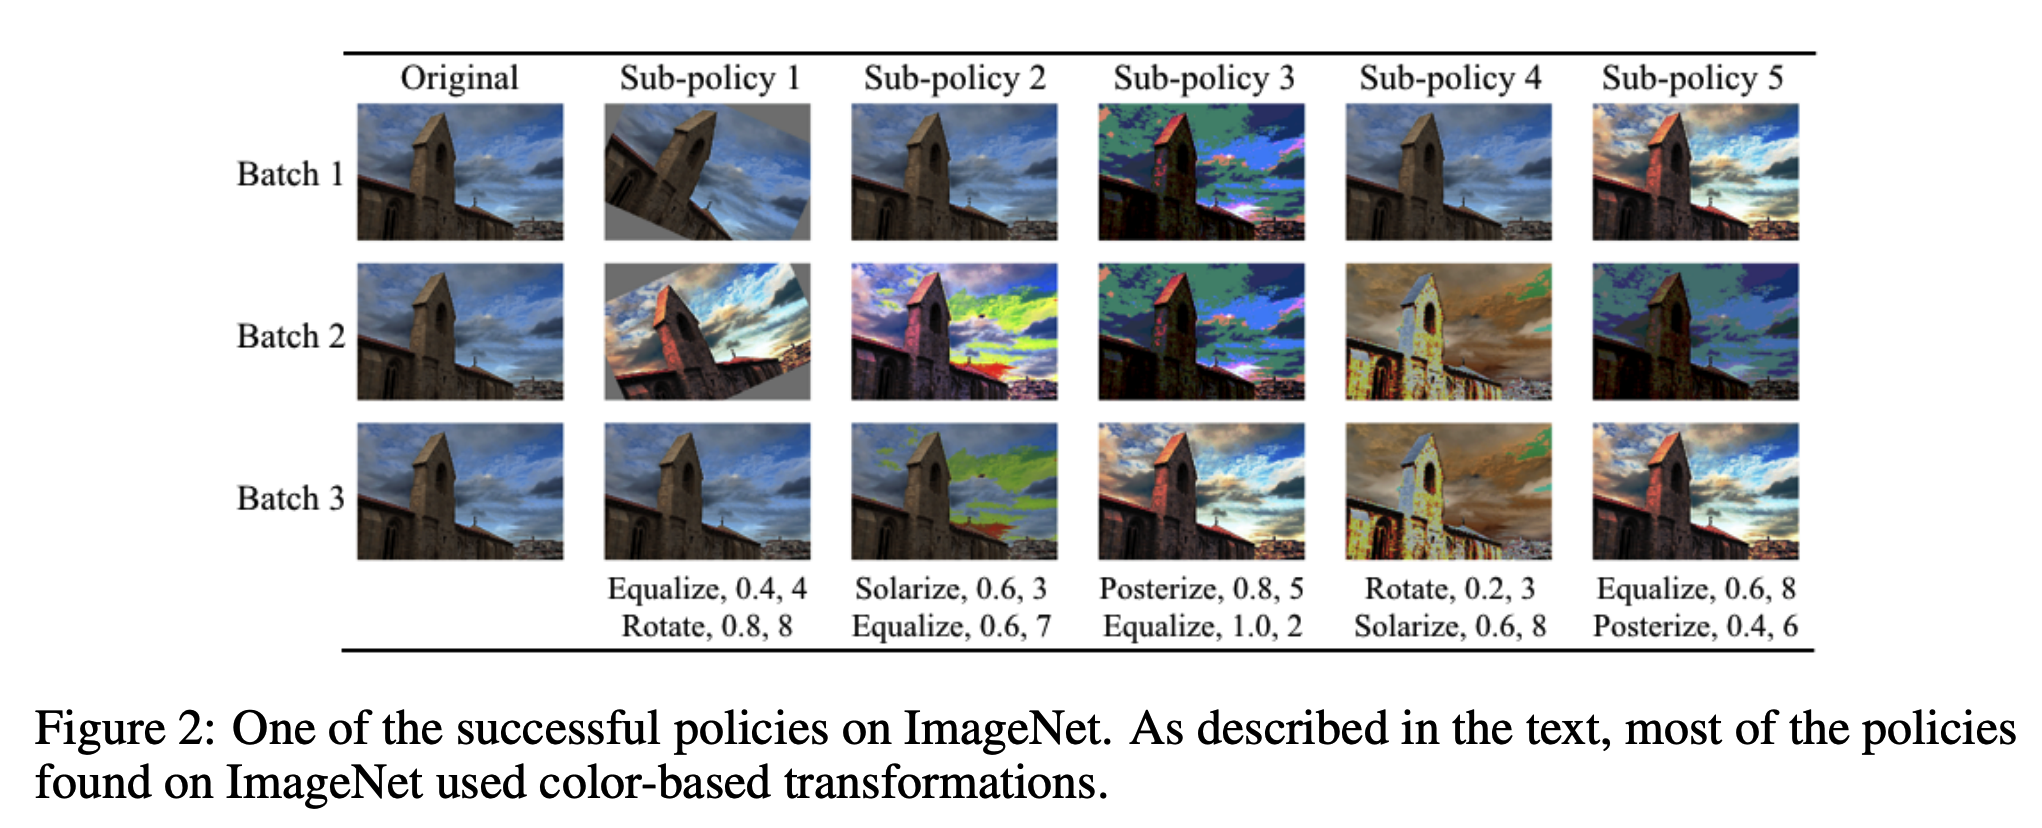 Original Sub-policy 1 Sub-policy 2 Sub-policy 3 Sub-policy 4 Sub-policy 5
Batch 1
Batch 2
Batch 3
Equalize, 0.4, 4 Solarize, 0.6, 3 Posterize, 0.8, 5 Rotate, 0.2, 3 Equalize, 0.6, 8
Rotate, 0.8, 8 Equalize, 0.6, 7 Equalize, 1.0, 2 Solarize, 0.6, 8 Posterize, 0.4, 6
Figure 2: One of the successful policies on ImageNet. As described in the text, most of the policies
found on ImageNet used color-based transformations.